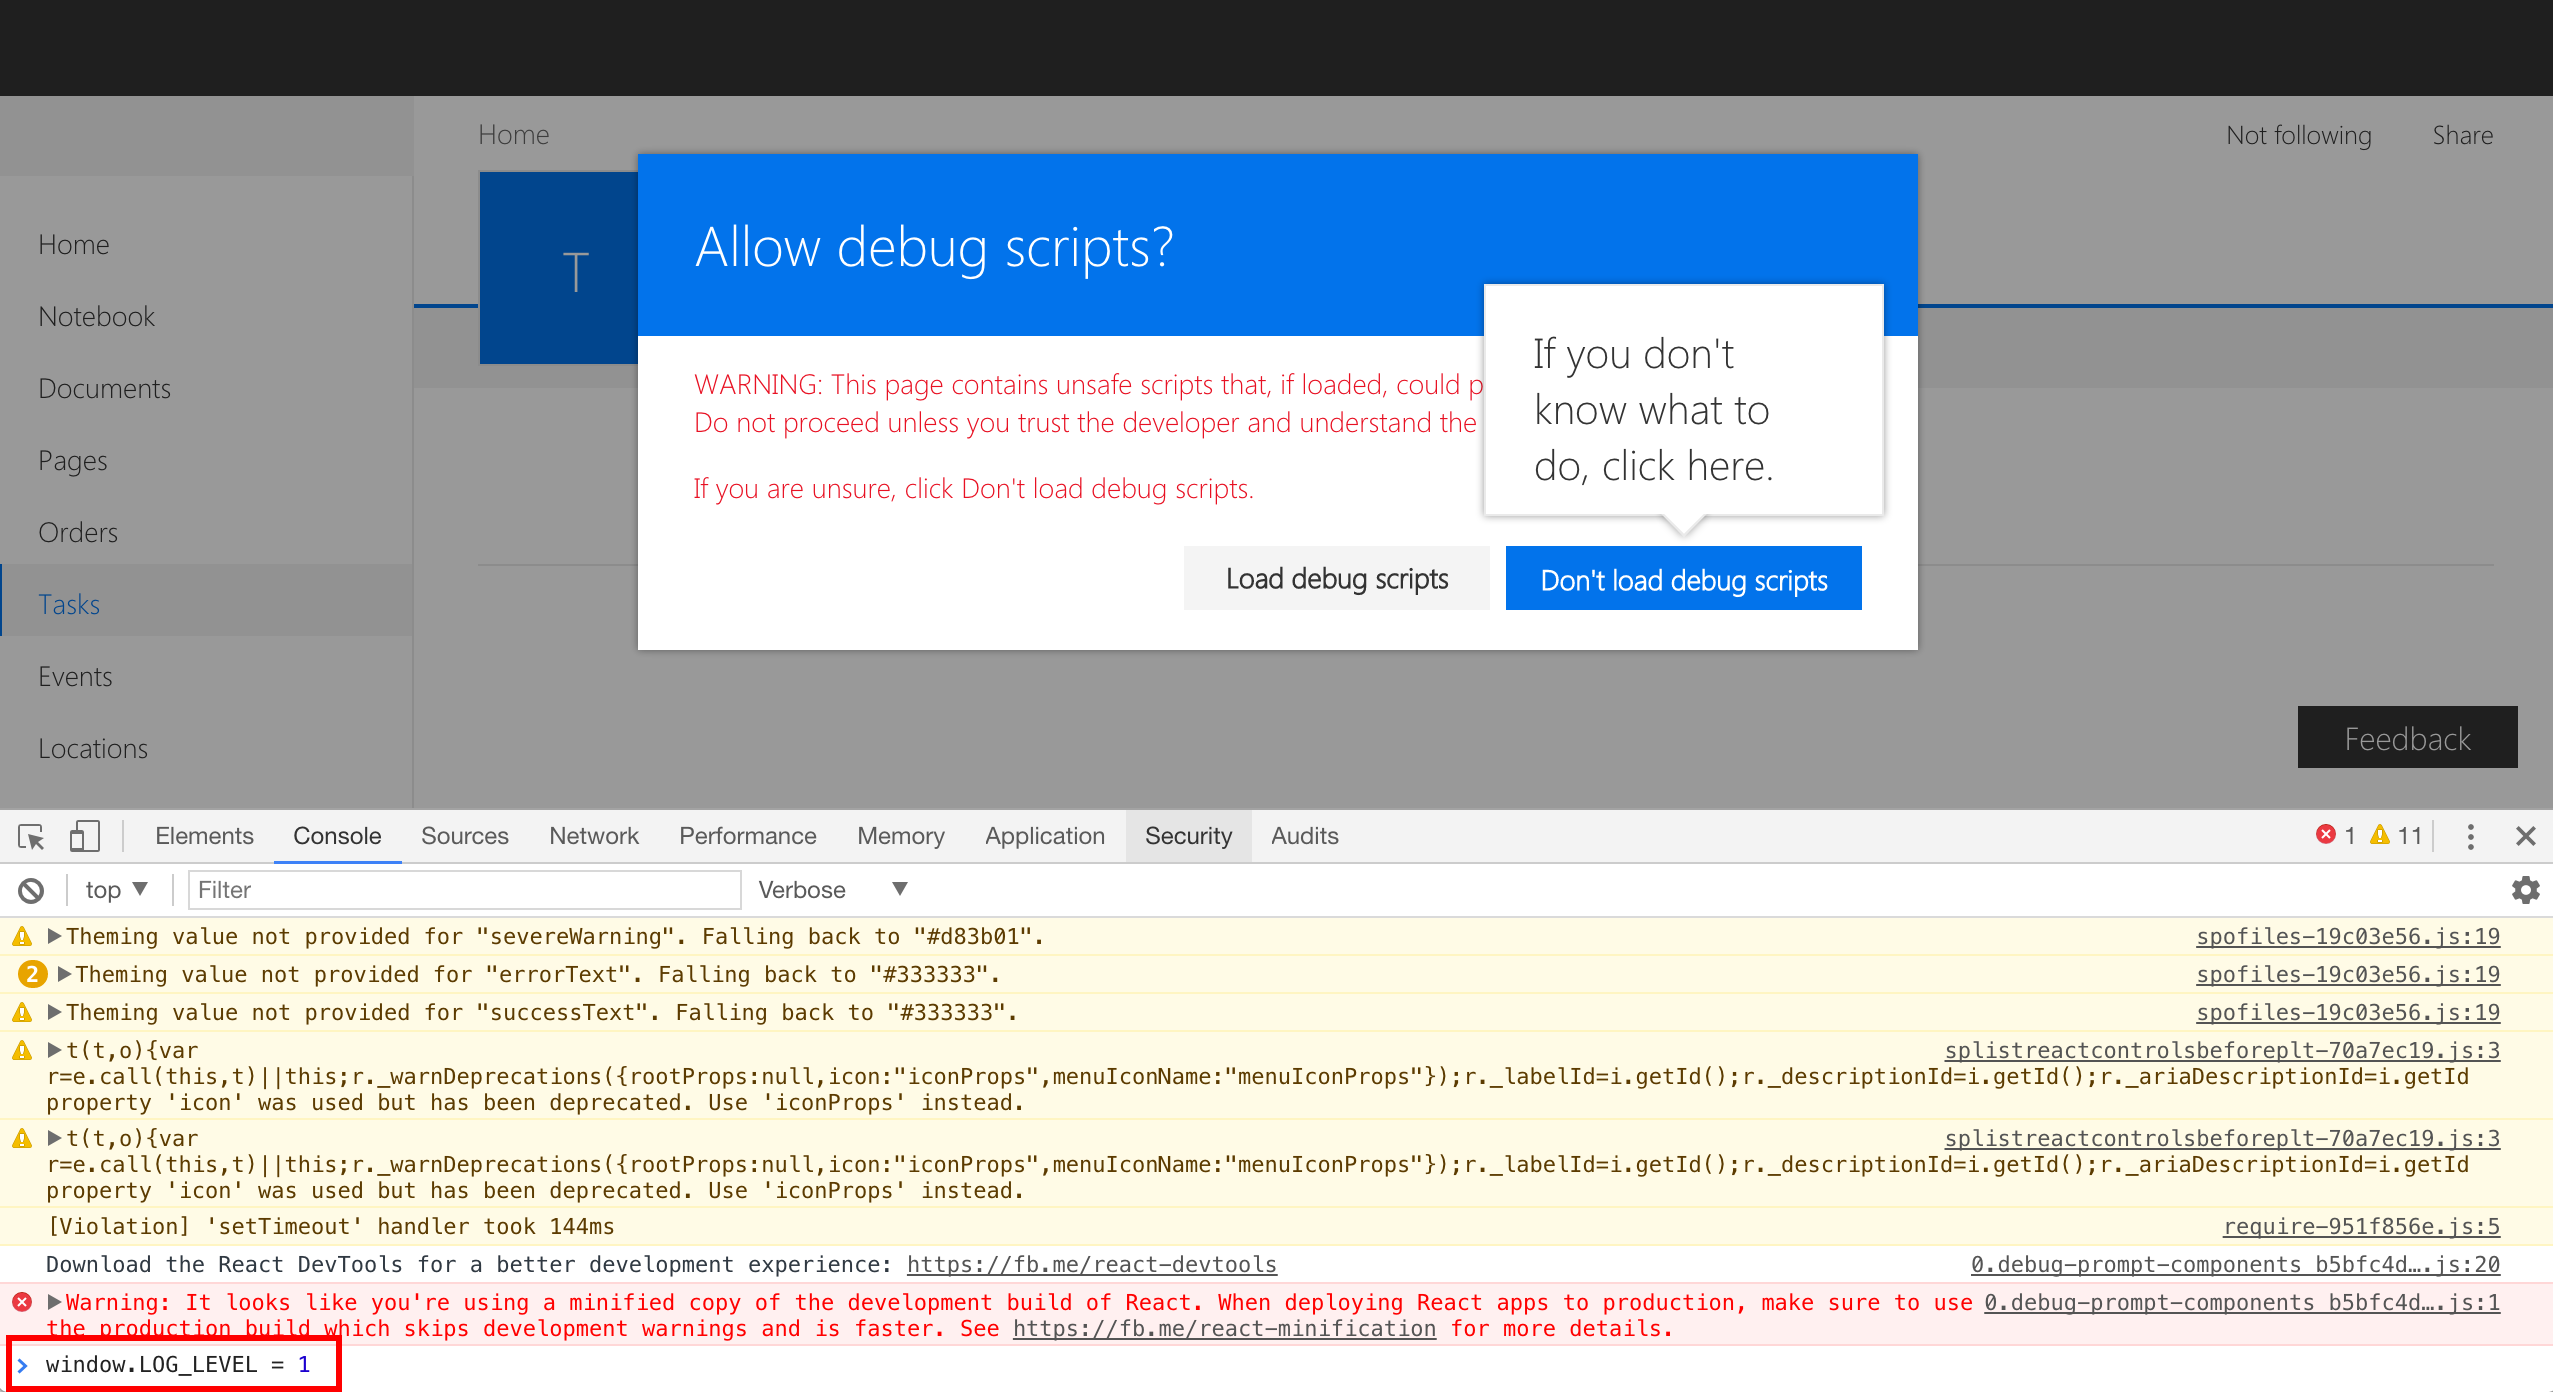 Home
Not following
Share
T
Allow debug scripts?
WARNING: This page contains unsafe scripts that, if loaded, could p
Do not proceed unless you trust the developer and understand the
If you are unsure, click Don't load debug scripts.
If you don't
know what to
do, click here.
Load debug scripts
Don't load debug scripts
Home
Notebook
Documents
Pages
Orders
Tasks
Events
Locations
Feedback
Elements Console Sources Network Performance Memory Application Security Audits 1 11
top Filter Verbose
Theming value not provided for "severeWarning". Falling back to "#d83b01". spofiles-19c03e56.js:19
2 Theming value not provided for "errorText". Falling back to "#333333". spofiles-19c03e56.js:19
Theming value not provided for "successText". Falling back to "#333333". spofiles-19c03e56.js:19
t(t,o){var splistreactcontrolsbeforeplt-70a7ec19.js:3
r=e.call(this,t)||this;r._warnDeprecations({rootProps:null,icon:"iconProps",menuIconName:"menuIconProps"});r._labelId=i.getId();r._descriptionId=i.getId();r._ariaDescriptionId=i.getId
property 'icon' was used but has been deprecated. Use 'iconProps' instead.
t(t,o){var splistreactcontrolsbeforeplt-70a7ec19.js:3
r=e.call(this,t)||this;r._warnDeprecations({rootProps:null,icon:"iconProps",menuIconName:"menuIconProps"});r._labelId=i.getId();r._descriptionId=i.getId();r._ariaDescriptionId=i.getId
property 'icon' was used but has been deprecated. Use 'iconProps' instead.
[Violation] 'setTimeout' handler took 144ms require-951f856e.js:5
Download the React DevTools for a better development experience: https://fb.me/react-devtools 0.debug-prompt-components_b5bfc4d….js:20
Warning: It looks like you're using a minified copy of the development build of React. When deploying React apps to production, make sure to use 0.debug-prompt-components_b5bfc4d….js:1
the production build which skips development warnings and is faster. See https://fb.me/react-minification for more details.
window.LOG_LEVEL = 1